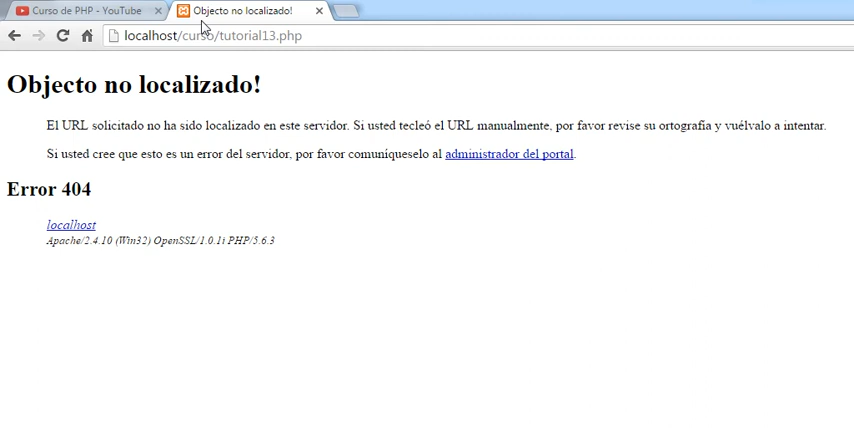 Curso de PHP - YouTube
Objecto no localizado!
localhost/curso/tutorial13.php
Objecto no localizado!
El URL solicitado no ha sido localizado en este servidor. Si usted tecleó el URL manualmente, por favor revise su ortografía y vuélvalo a intentar.
Si usted cree que esto es un error del servidor, por favor comuníqueselo al administrador del portal.
Error 404
localhost
Apache/2.4.10 (Win32) OpenSSL/1.0.1i PHP/5.6.3